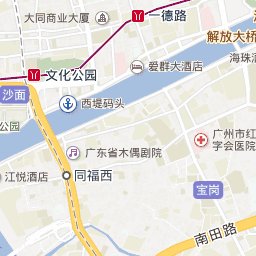 大同商业大厦
一德路
解放大桥
海珠
文化公园
爱群大酒店
沙面
西堤码头
公园
广州市红
字会医院
广东省木偶剧院
江悦酒店
同福西
宝岗
南田路